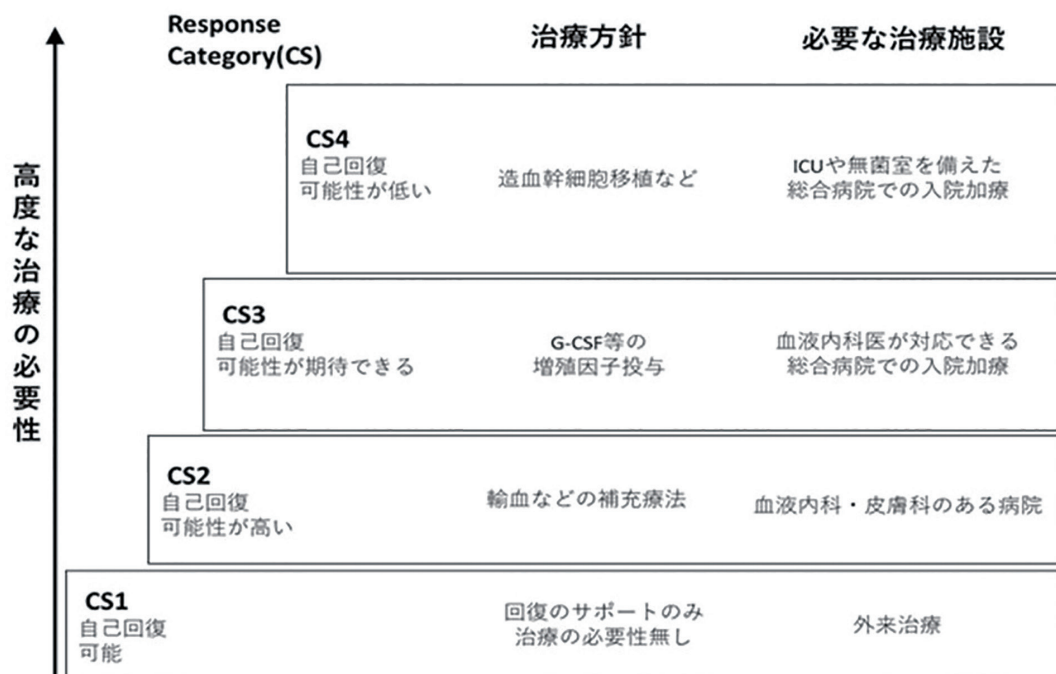 Response
Category(CS)
治療方針
必要な治療施設
高度な治療の必要性
CS4
自己回復
可能性が低い
造血幹細胞移植など
ICUや無菌室を備えた
総合病院での入院加療
CS3
自己回復
可能性が期待できる
G-CSF等の
増殖因子投与
血液内科医が対応できる
総合病院での入院加療
CS2
自己回復
可能性が高い
輸血などの補充療法
血液内科・皮膚科のある病院
CS1
自己回復
可能
回復のサポートのみ
治療の必要性無し
外来治療